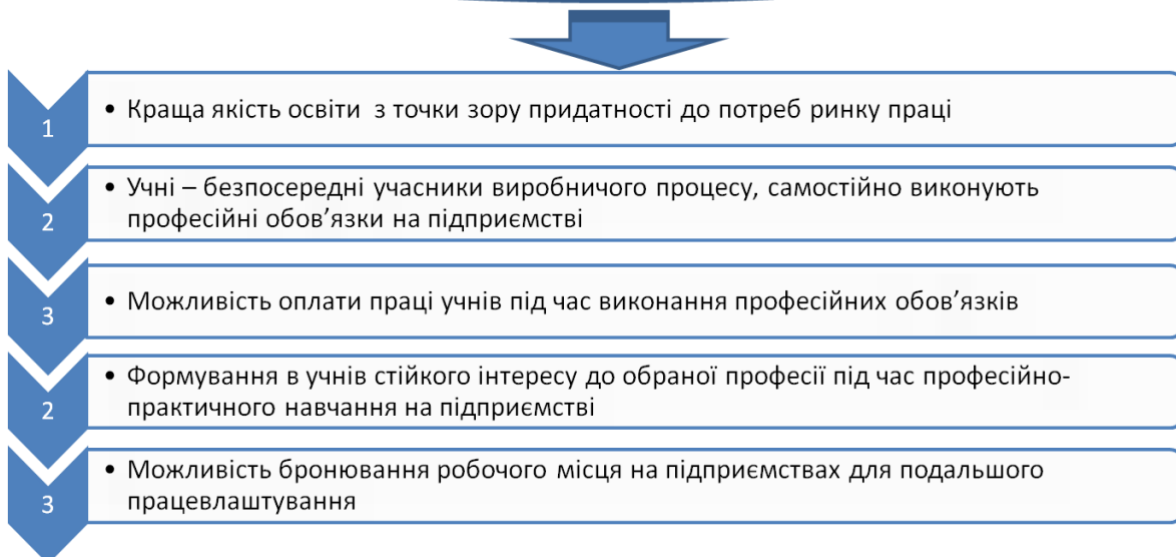 1
• Краща якість освіти з точки зору придатності до потреб ринку праці
2
• Учні – безпосередні учасники виробничого процесу, самостійно виконують
професійні обов’язки на підприємстві
3
• Можливість оплати праці учнів під час виконання професійних обов’язків
2
• Формування в учнів стійкого інтересу до обраної професії під час професійно-
практичного навчання на підприємстві
3
• Можливість бронювання робочого місця на підприємствах для подальшого
працевлаштування